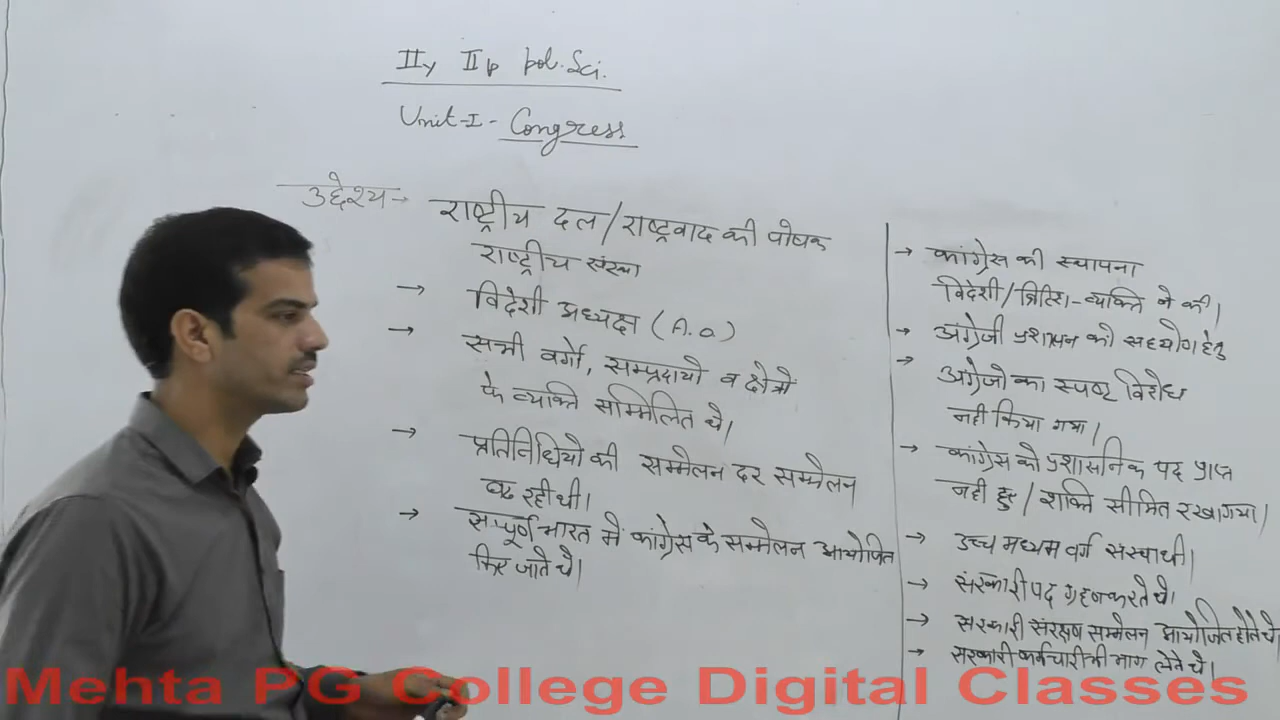 IIy IIp pol. Sci.
Unit-I- Congress
उद्देश्य→ राष्ट्रीय दल/राष्ट्रवाद की पोषक
राष्ट्रीय संस्था
→ विदेशी अध्यक्ष (A.O.)
→ सभी वर्गो, सम्प्रदायो व क्षेत्रो
के व्यक्ति सम्मिलित थे।
→ प्रतिनिधियो की सम्मेलन दर सम्मेलन
बढ रही थी।
→ सम्पूर्ण भारत में कांग्रेस के सम्मेलन आयोजित
किए जाते थे।
→ कांग्रेस की स्थापना
विदेशी/ब्रिटिश-व्यक्ति ने की।
→ अंग्रेजी प्रशासन को सहयोग हेतु
→ अंग्रेजो का स्पष्ट विरोध
नही किया गया।
→ कांग्रेस को प्रशासनिक पद प्राप्त
नही हुए/शक्ति सीमित रखा गया।
→ उच्च मध्यम वर्ग संस्था थी।
→ सरकारी पद ग्रहण करते थे।
→ सरकारी संरक्षण सम्मेलन आयोजित होते थे।
→ सरकारी कर्मचारी भी भाग लेते थे।
Mehta PG College Digital Classes